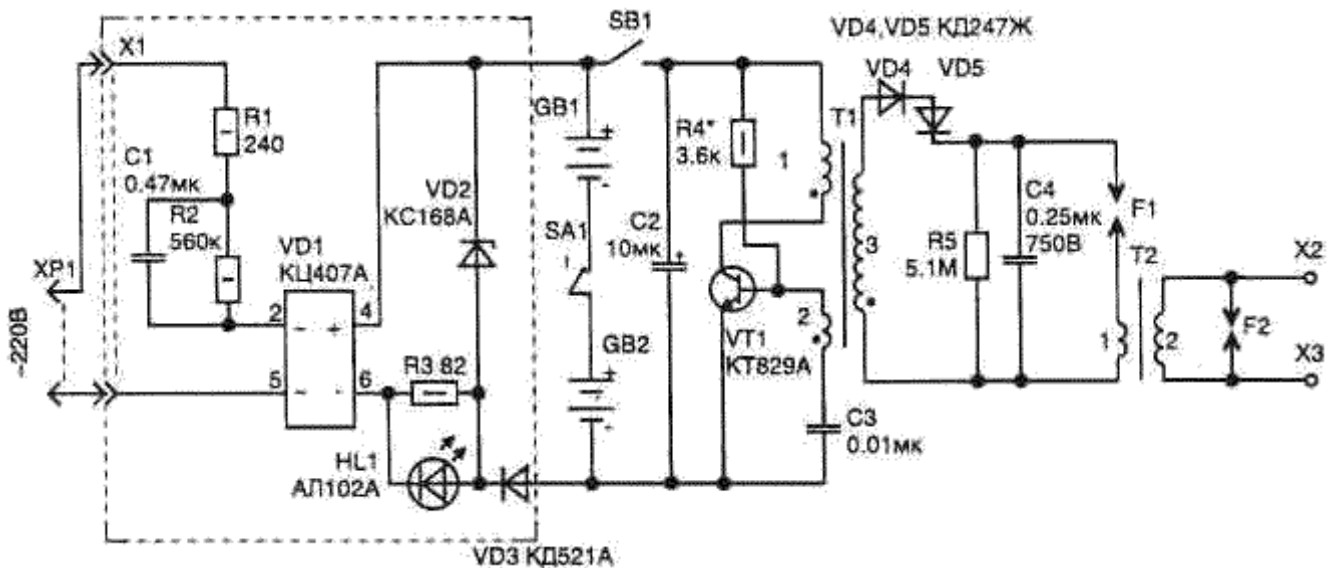 SB1
VD4,VD5 КД247Ж
X1
VD4 VD5
GB1
T1
R1
240
R4*
3.6к
1
C1
0.47мк
VD2
КС168А
C4
0.25мк
750В
F1
R2
560к
SA1
C2
10мк
3
R5
5.1М
T2
XP1
VD1
КЦ407А
X2
~220В
2
4
2
1
2
F2
GB2
VT1
КТ829А
X3
5
6
R3 82
C3
0.01мк
HL1
АЛ102А
VD3 КД521А